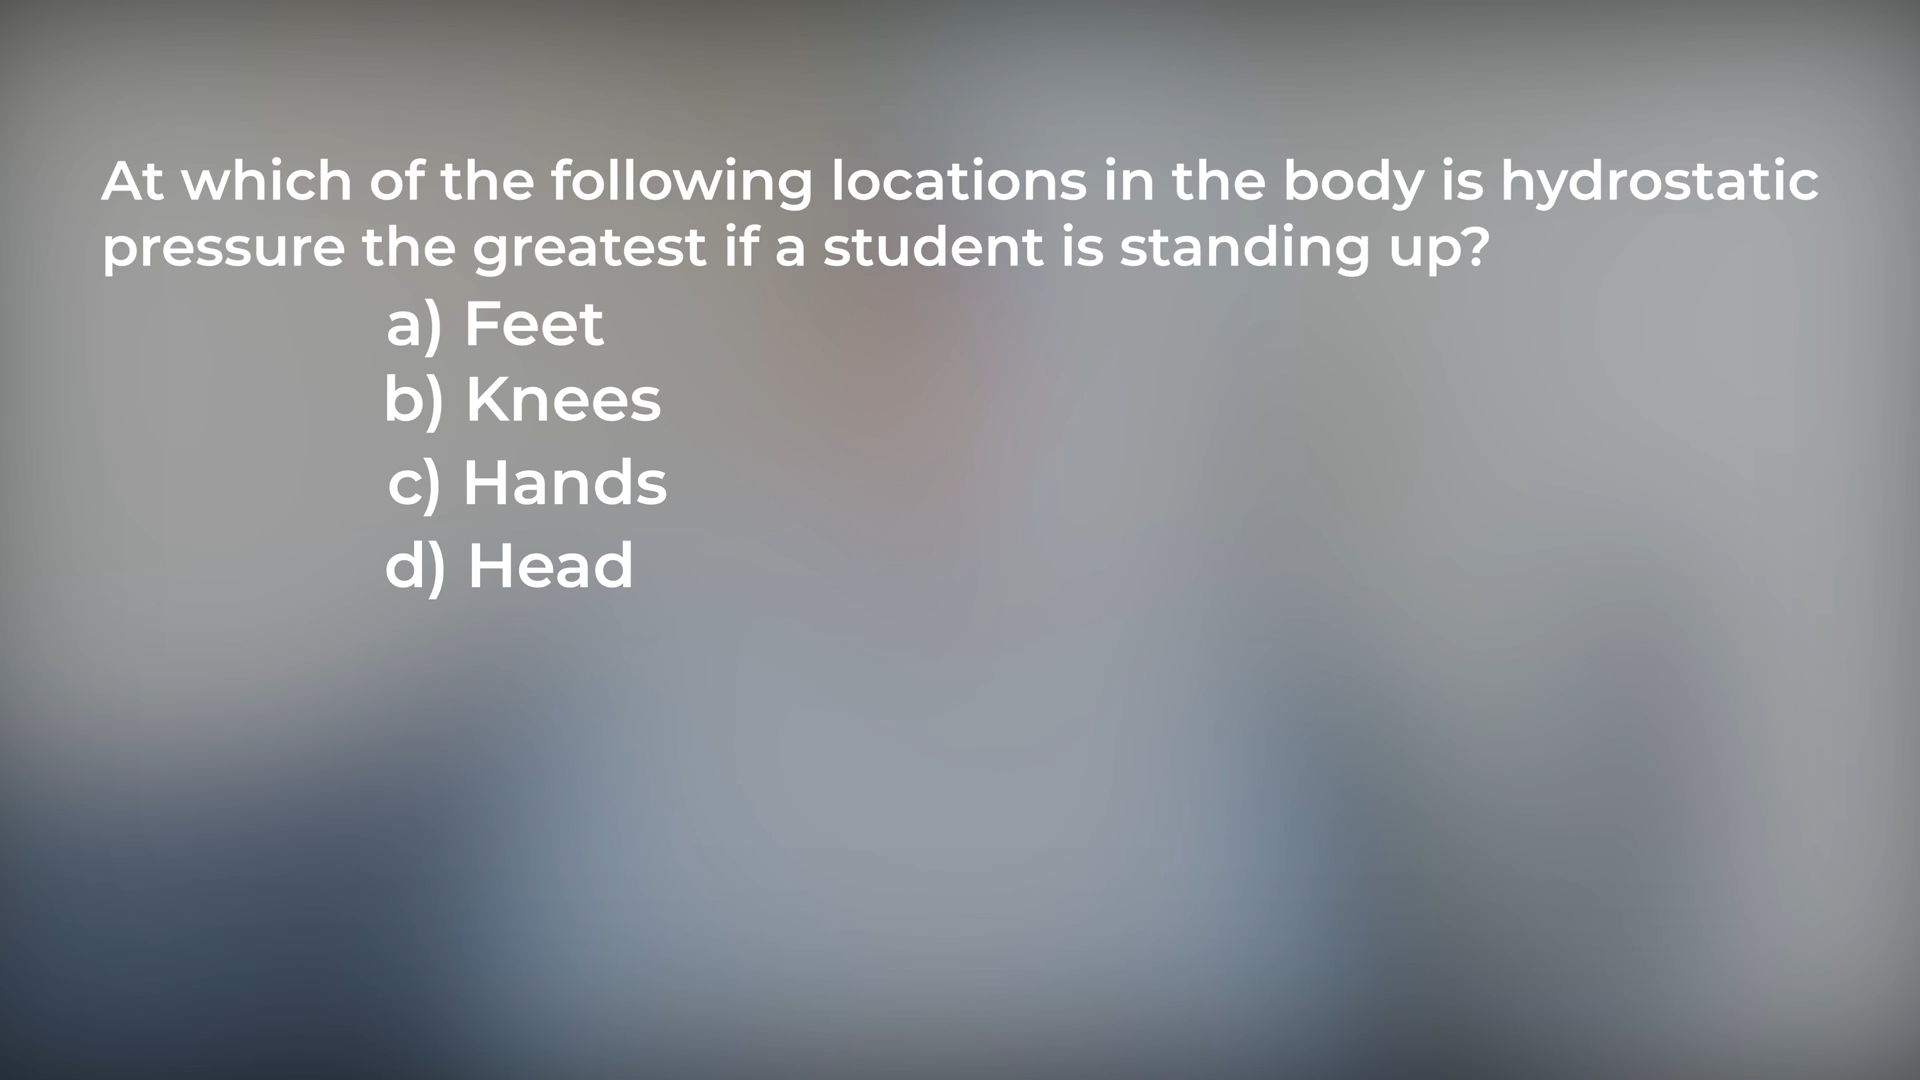 At which of the following locations in the body is hydrostatic
pressure the greatest if a student is standing up?
a) Feet
b) Knees
c) Hands
d) Head